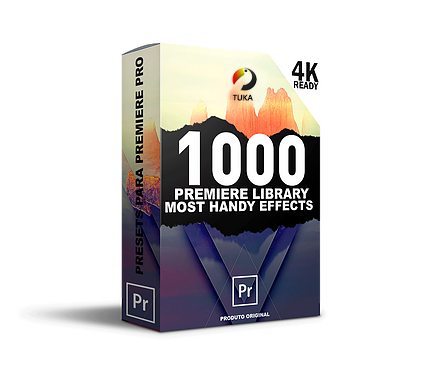 PRESETS PARA PREMIERE PRO
Pr
TUKA
4K
READY
1000
PREMIERE LIBRARY
MOST HANDY EFFECTS
Pr
PRODUTO ORIGINAL